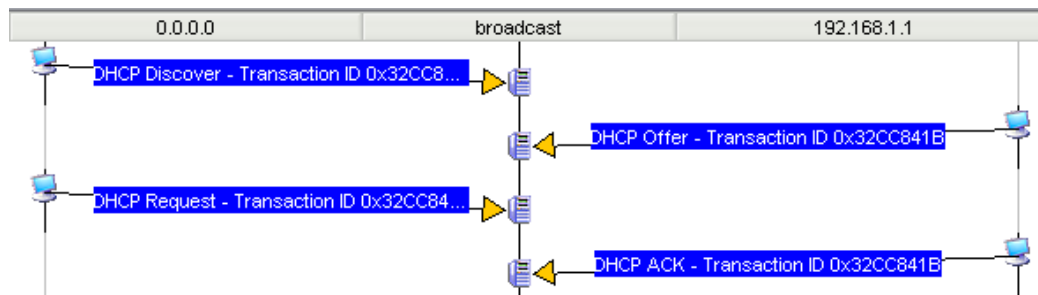 0.0.0.0 broadcast 192.168.1.1
DHCP Discover - Transaction ID 0x32CC8...
DHCP Offer - Transaction ID 0x32CC841B
DHCP Request - Transaction ID 0x32CC84...
DHCP ACK - Transaction ID 0x32CC841B